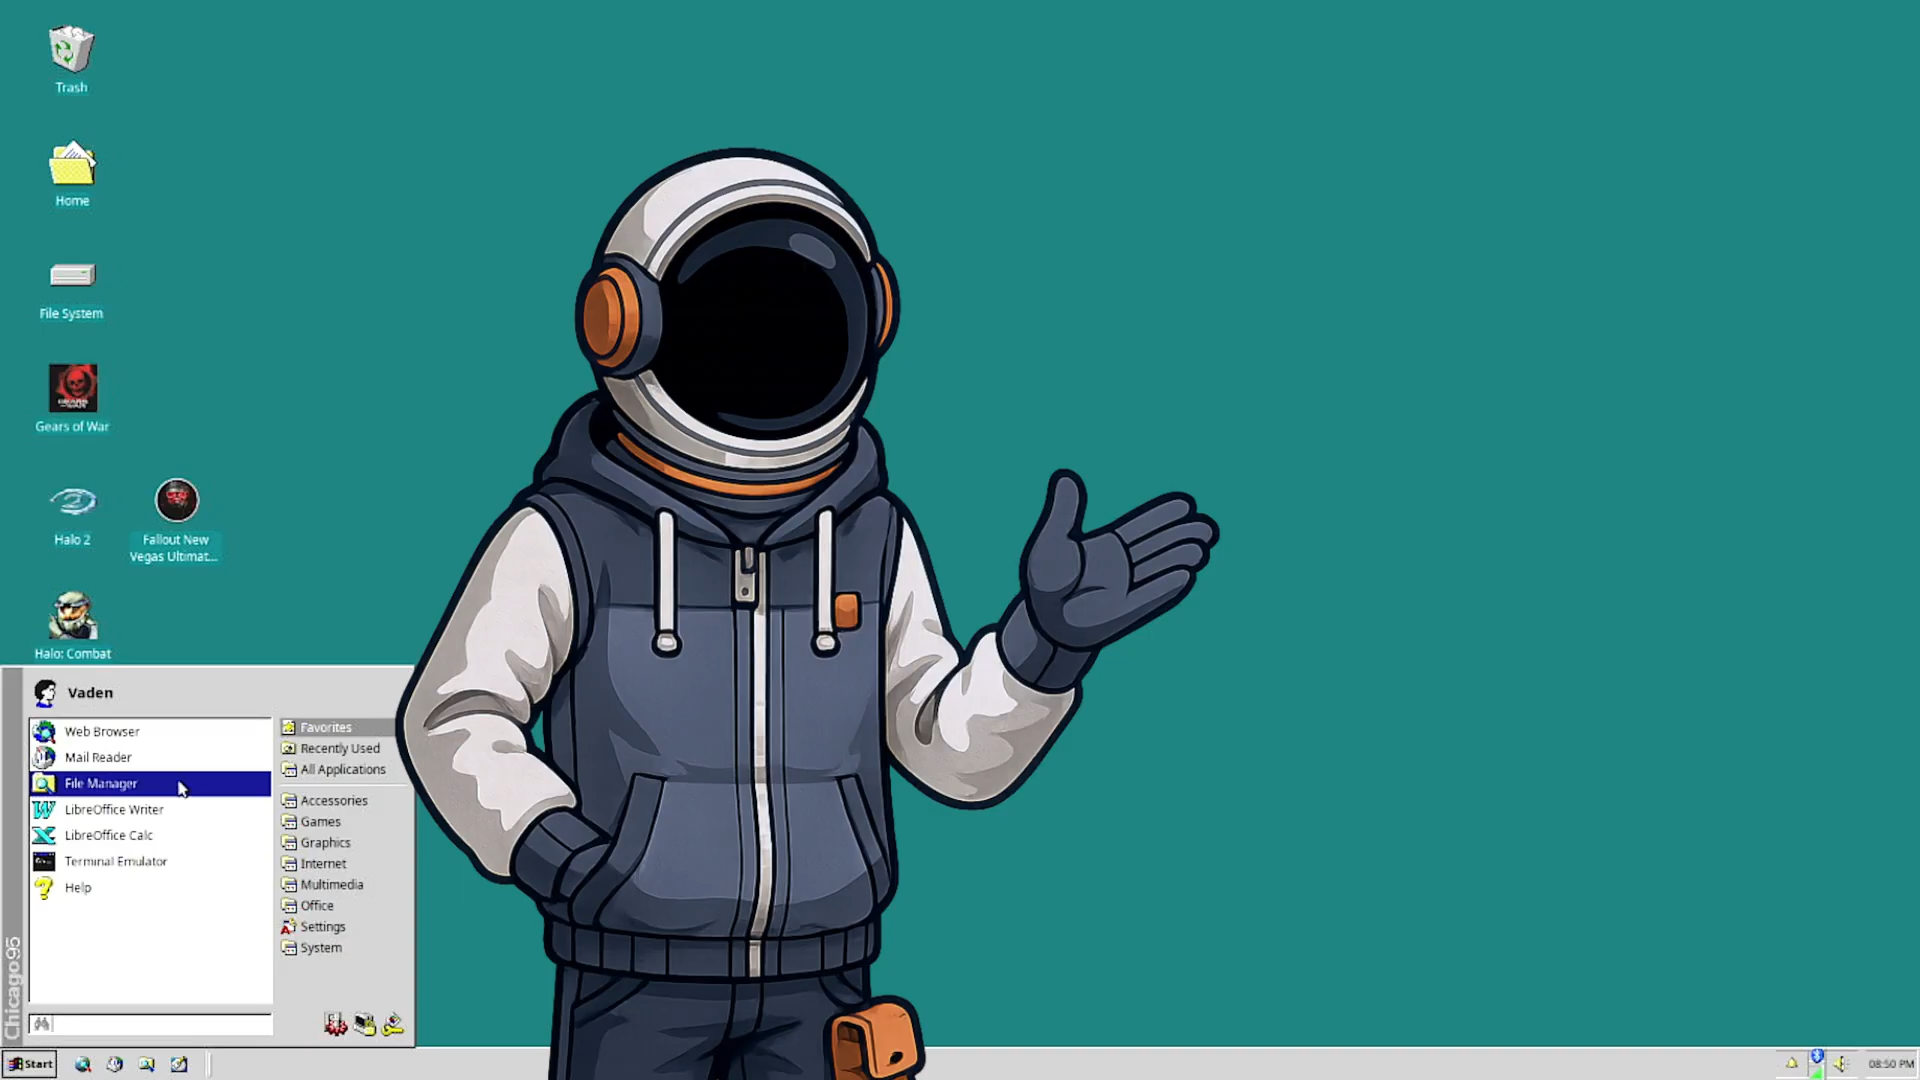 Trash
Home
File System
GEARS
WAR
Gears of War
Halo 2
Fallout New
Vegas Ultimat...
Halo: Combat
Vaden
Web Browser
Mail Reader
File Manager
LibreOffice Writer
LibreOffice Calc
Terminal Emulator
Help
Favorites
Recently Used
All Applications
Accessories
Games
Graphics
Internet
Multimedia
Office
Settings
System
Chicago95
Start
08:50 PM